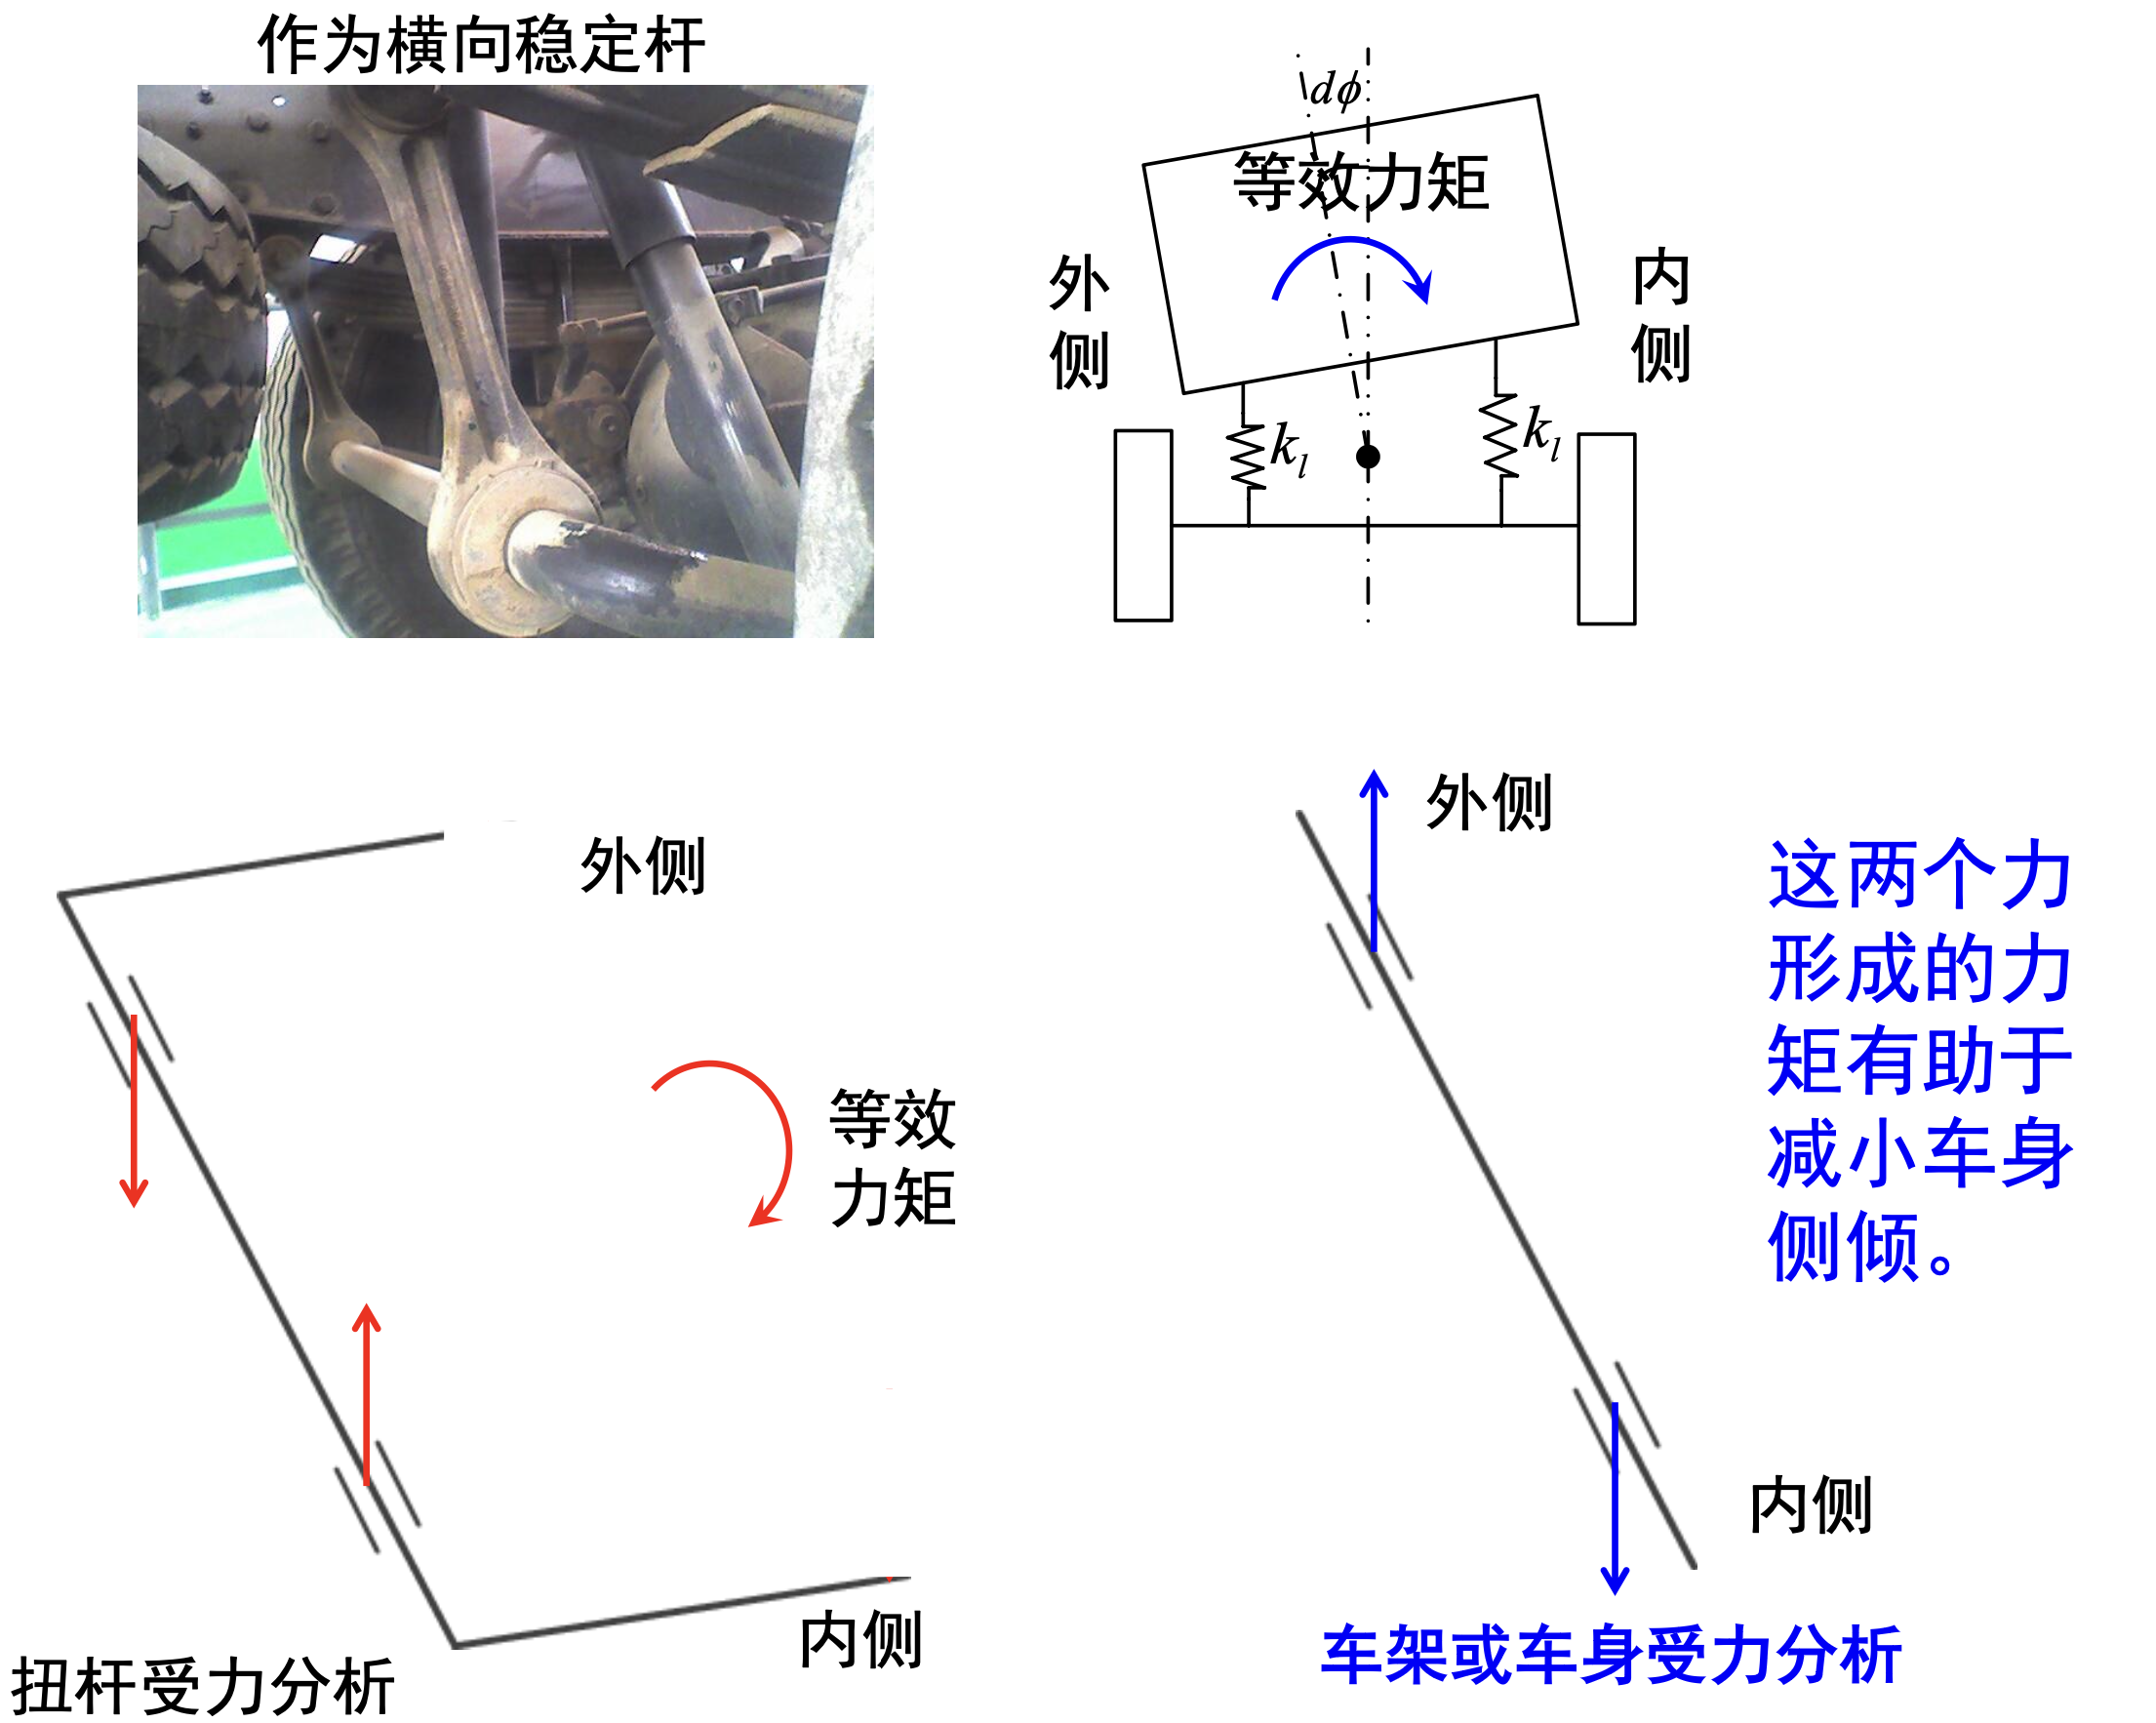 作为横向稳定杆
dϕ
等效力矩
外
侧
内
侧
k_l
k_l
外侧
等效
力矩
内侧
扭杆受力分析
外侧
这两个力
形成的力
矩有助于
减小车身
侧倾。
内侧
车架或车身受力分析